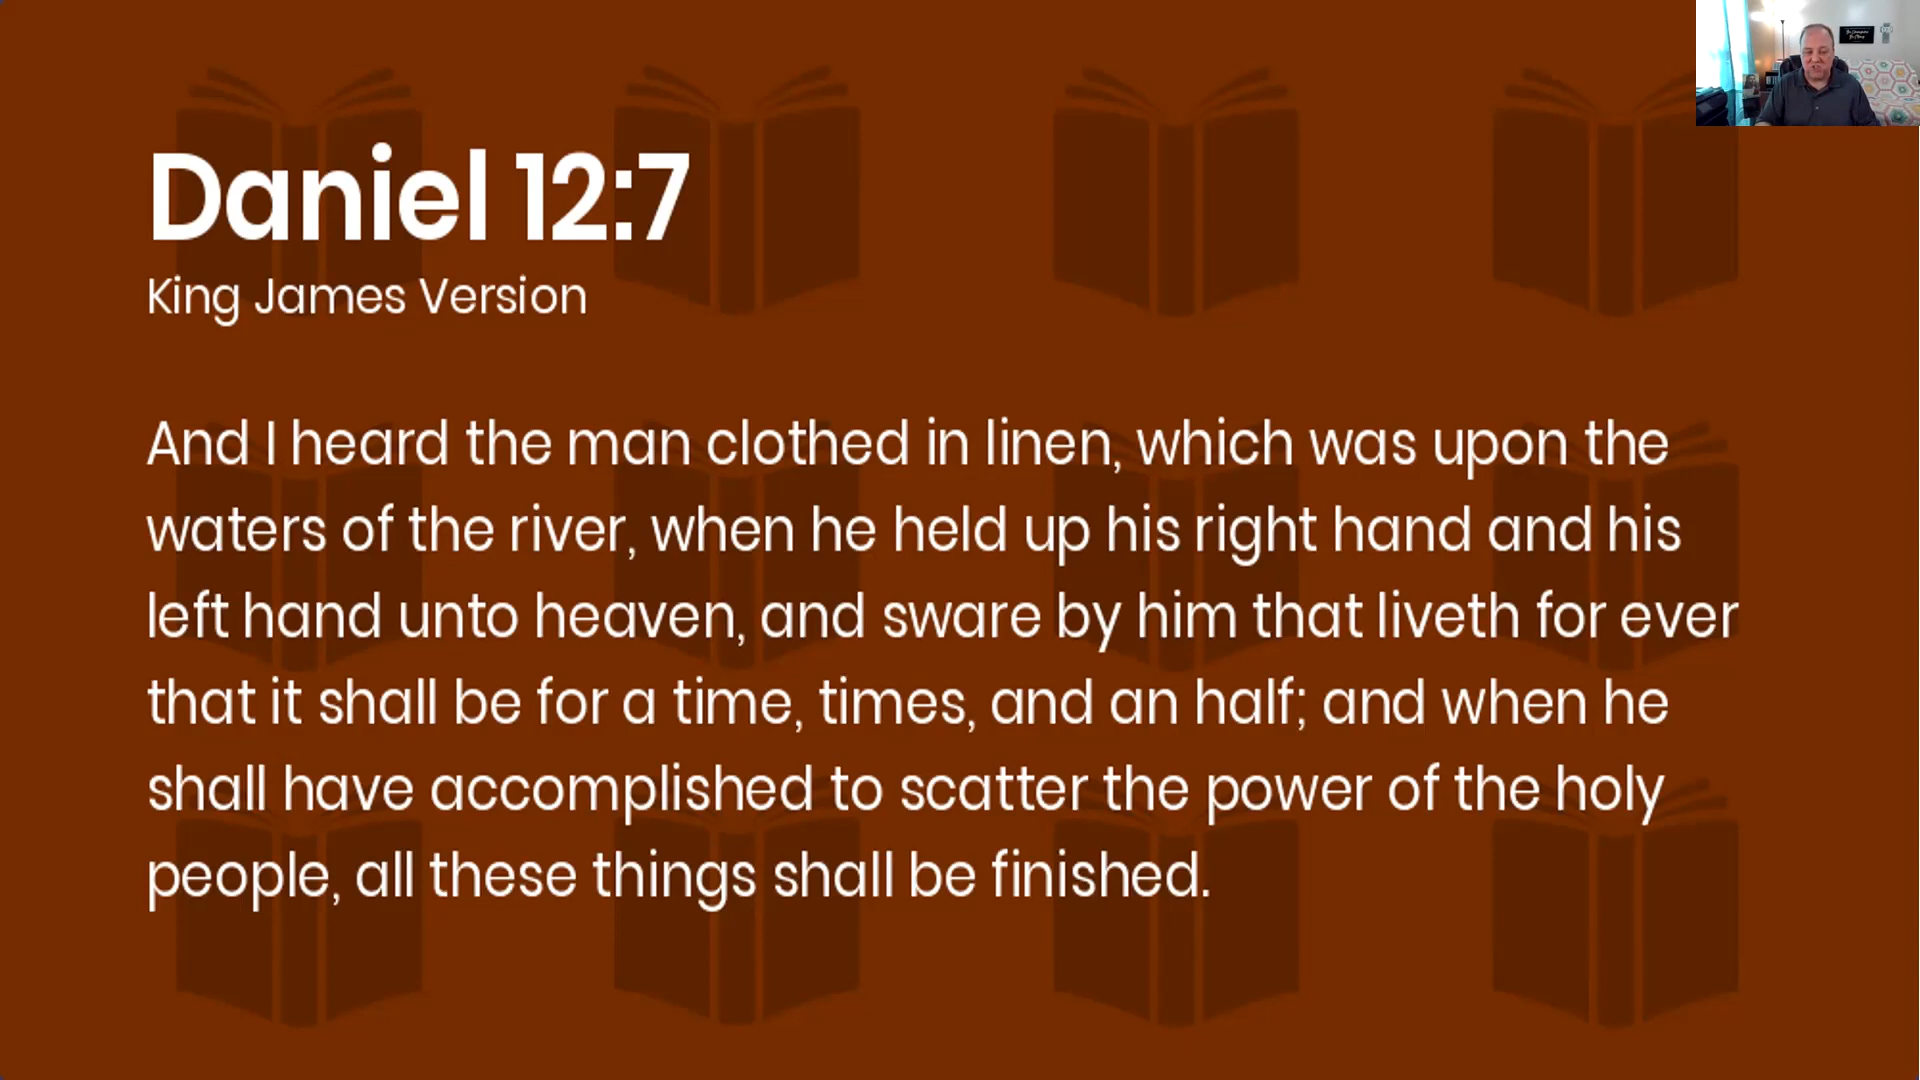 Daniel 12:7
King James Version
And I heard the man clothed in linen, which was upon the
waters of the river, when he held up his right hand and his
left hand unto heaven, and sware by him that liveth for ever
that it shall be for a time, times, and an half; and when he
shall have accomplished to scatter the power of the holy
people, all these things shall be finished.